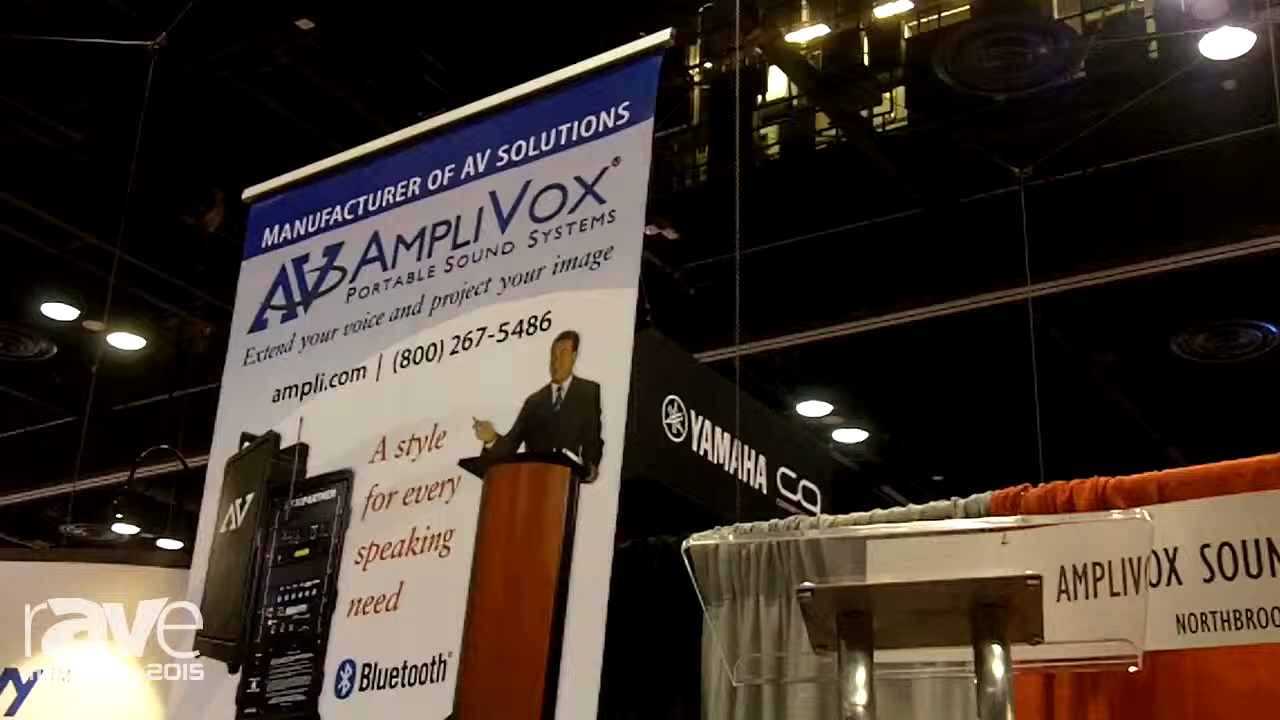 MANUFACTURER OF AV SOLUTIONS
AV AMPLIVOX®
PORTABLE SOUND SYSTEMS
Extend your voice and project your image
ampli.com | (800) 267-5486
A style
for every
speaking
need
AV
PARTNER
Bluetooth®
YAMAHA
AMPLIVOX SOUN
NORTHBROO
rave
2015